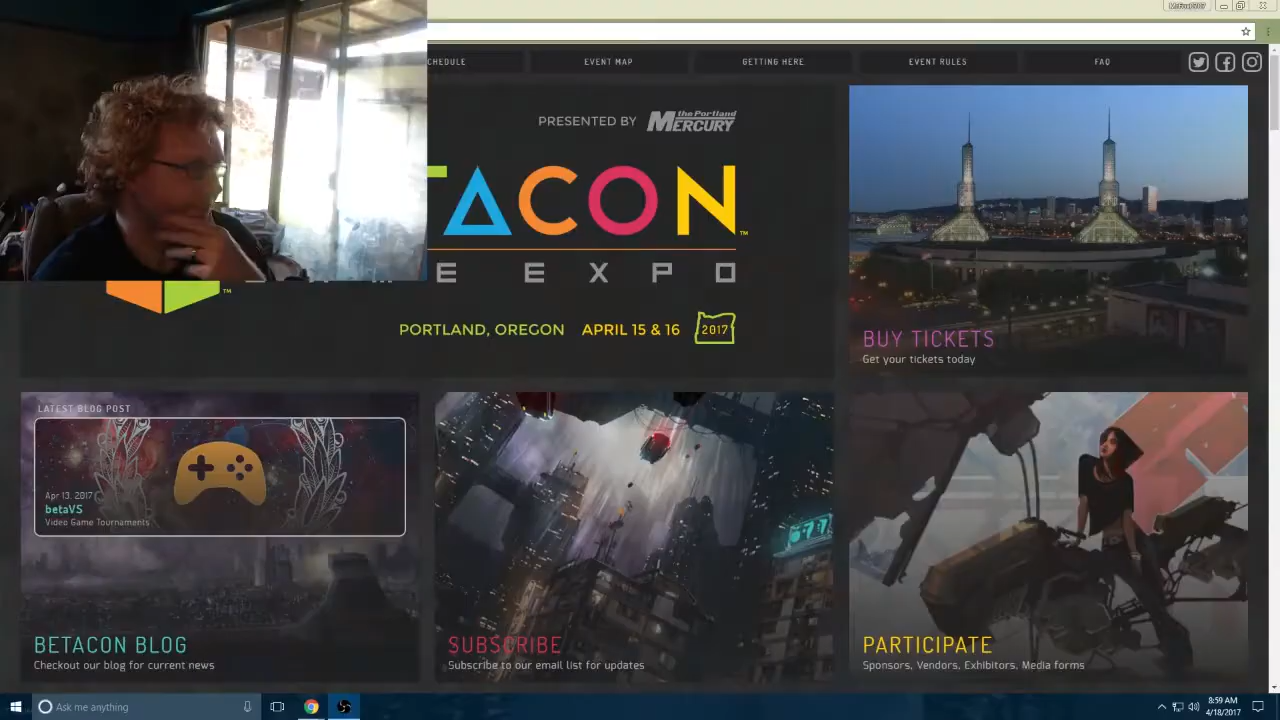 CHEDULE
EVENT MAP
GETTING HERE
EVENT RULES
FAQ
PRESENTED BY the Portland MERCURY
TACON™
E EXPO
™
PORTLAND, OREGON APRIL 15 & 16 2017
BUY TICKETS
Get your tickets today
LATEST BLOG POST
Apr 13, 2017
betaVS
Video Game Tournaments
BETACON BLOG
Checkout our blog for current news
SUBSCRIBE
Subscribe to our email list for updates
PARTICIPATE
Sponsors, Vendors, Exhibitors, Media forms
Ask me anything
8:59 AM
4/18/2017